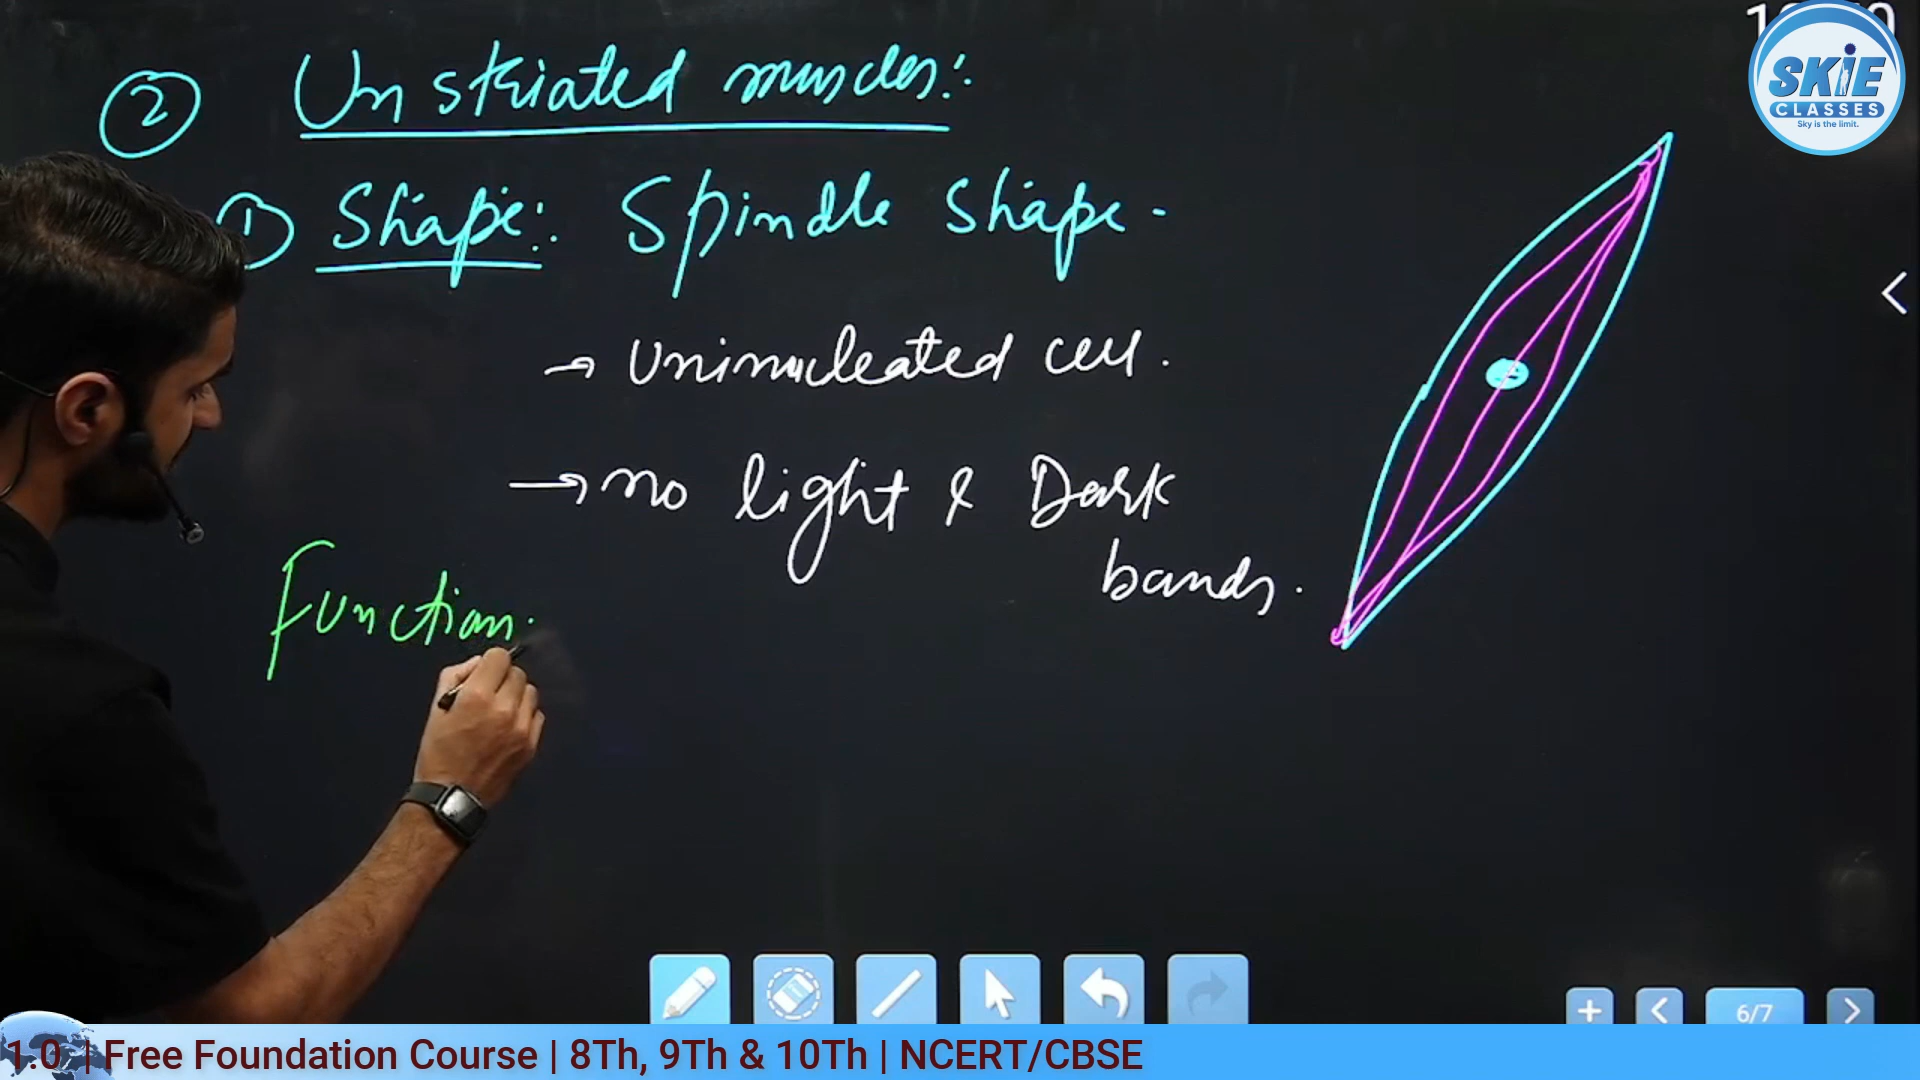 ② Unstriated muscles:
① Shape: Spindle Shape.
→ Uninucleated cell.
→ no light & Dark
bands.
Function.
SKIE
CLASSES
Sky is the limit.
6/7
1.0 | Free Foundation Course | 8Th, 9Th & 10Th | NCERT/CBSE